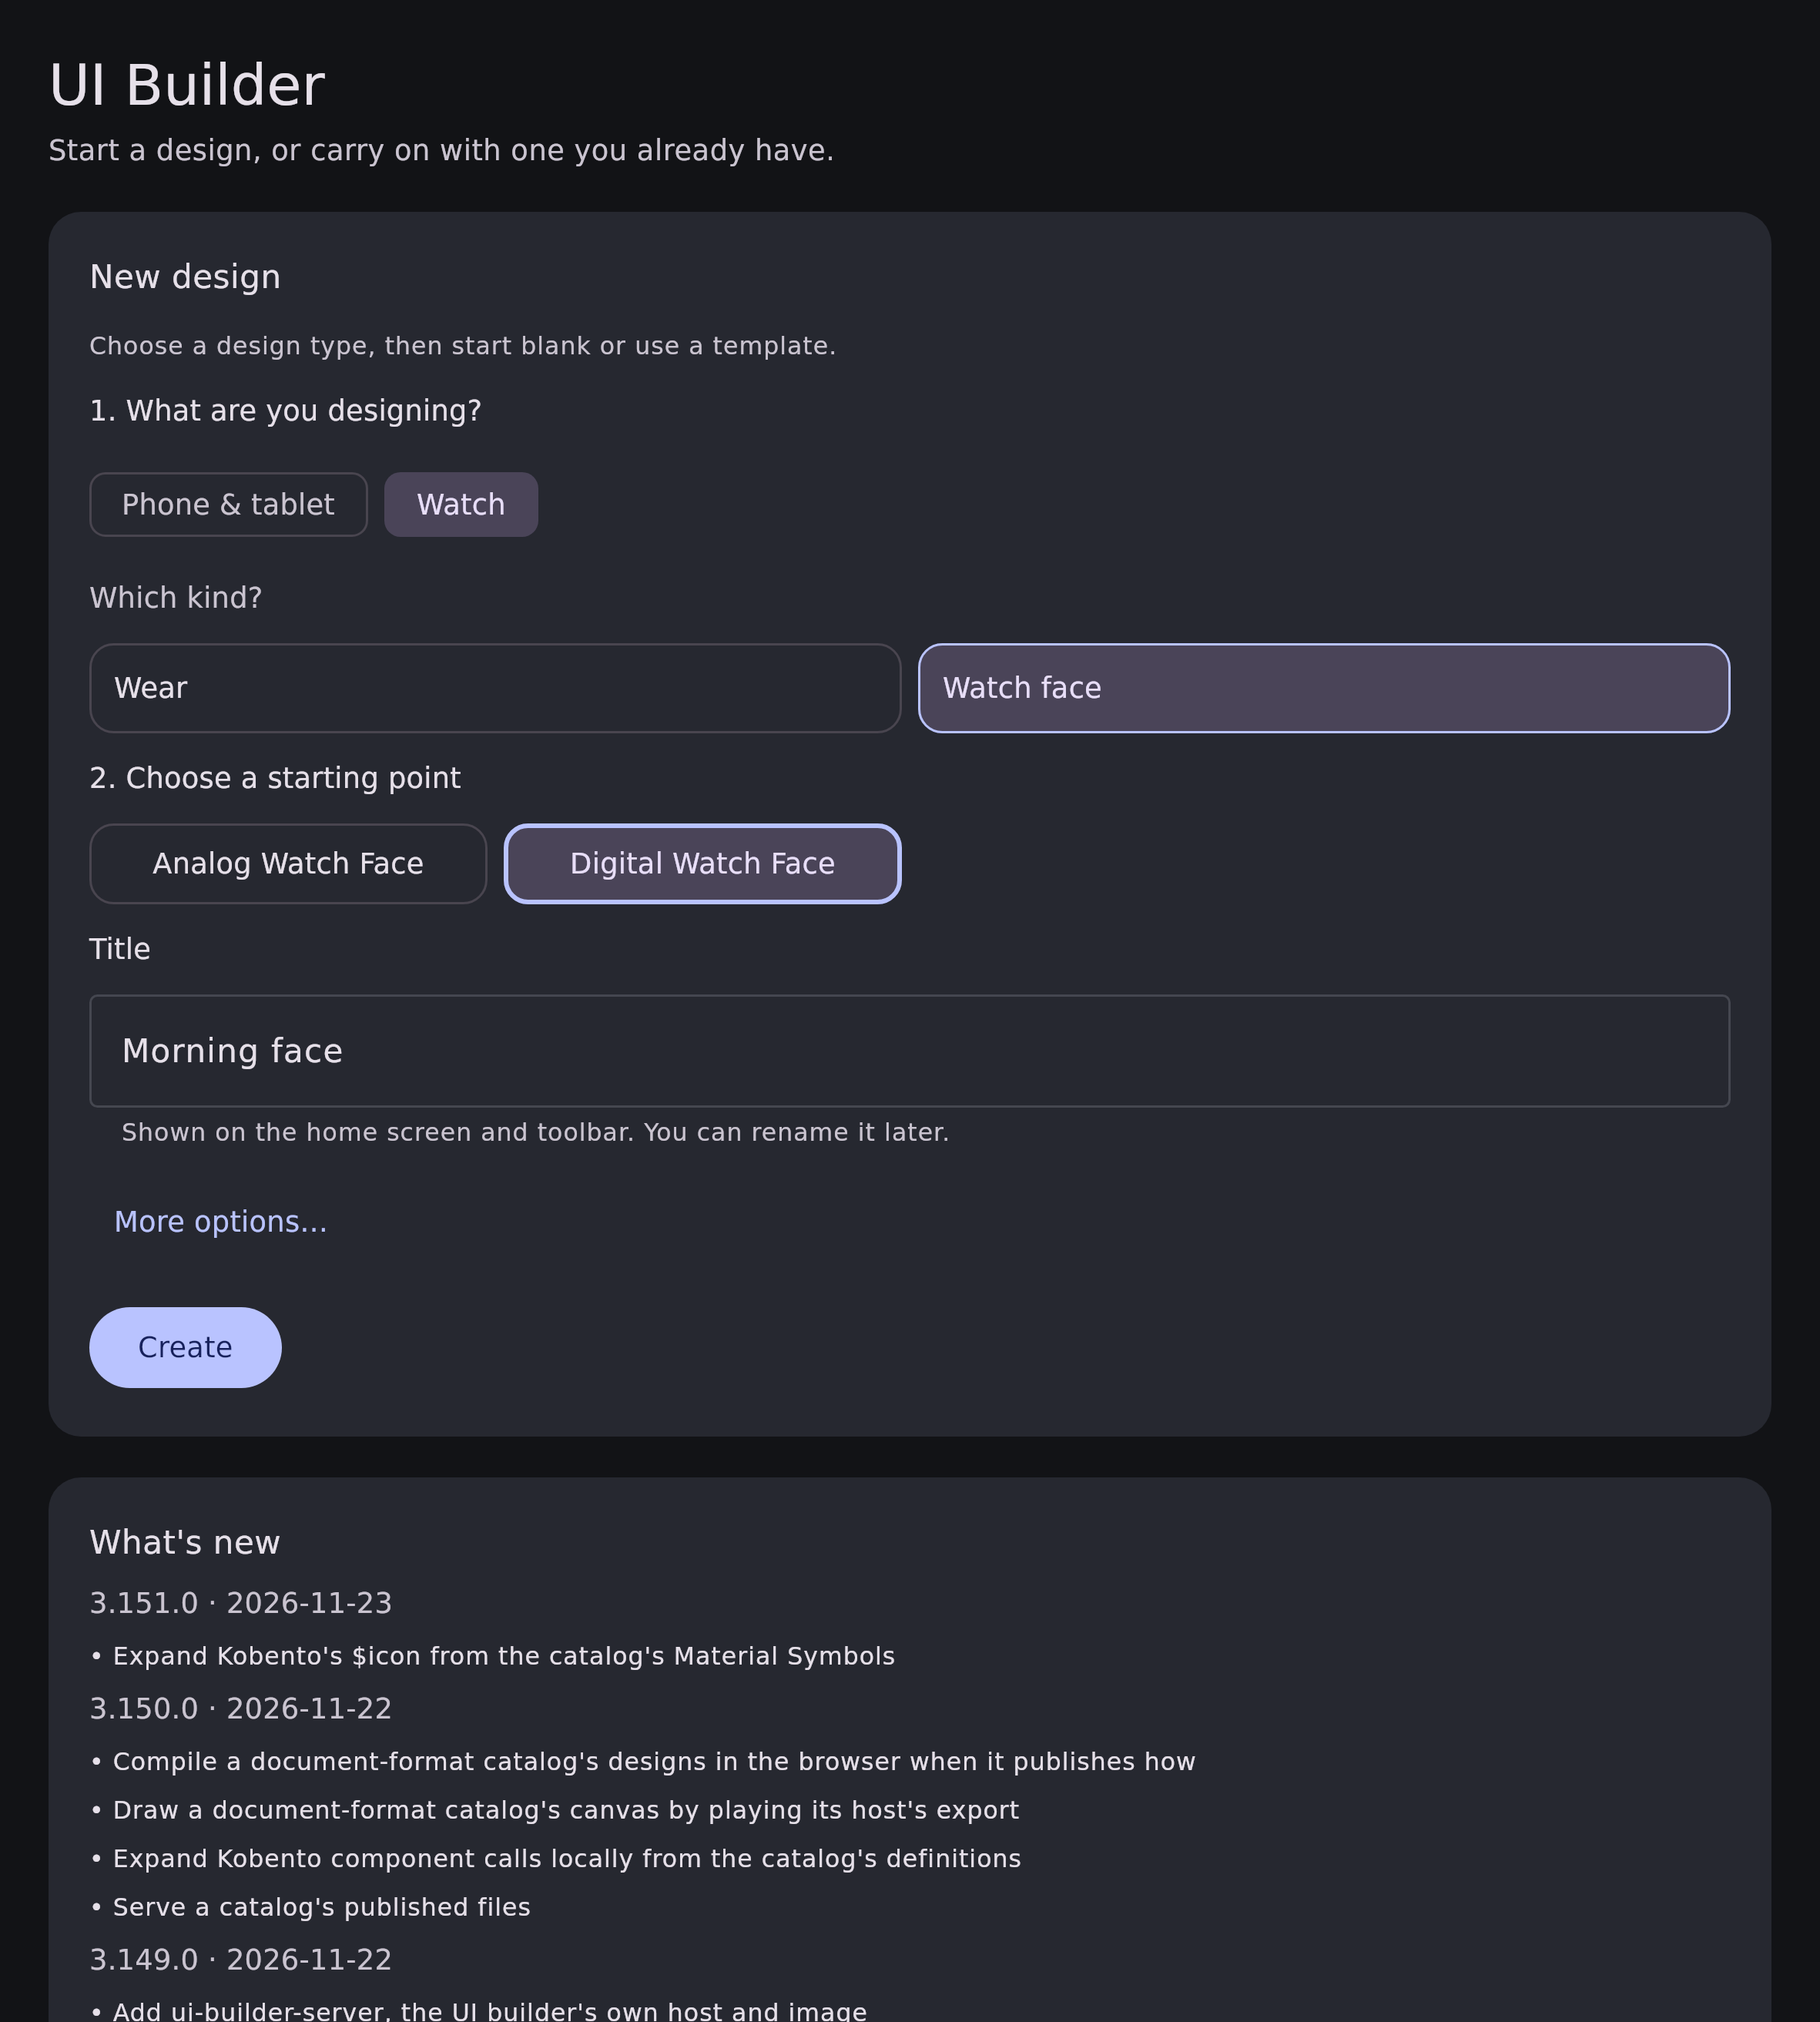 UI Builder
Start a design, or carry on with one you already have.
New design
Choose a design type, then start blank or use a template.
1. What are you designing?
Phone & tablet
Watch
Which kind?
Wear
Watch face
2. Choose a starting point
Analog Watch Face
Digital Watch Face
Title
Morning face
Shown on the home screen and toolbar. You can rename it later.
More options...
Create
What's new
3.151.0 · 2026-11-23
• Expand Kobento's $icon from the catalog's Material Symbols
3.150.0 · 2026-11-22
• Compile a document-format catalog's designs in the browser when it publishes how
• Draw a document-format catalog's canvas by playing its host's export
• Expand Kobento component calls locally from the catalog's definitions
• Serve a catalog's published files
3.149.0 · 2026-11-22
• Add ui-builder-server, the UI builder's own host and image